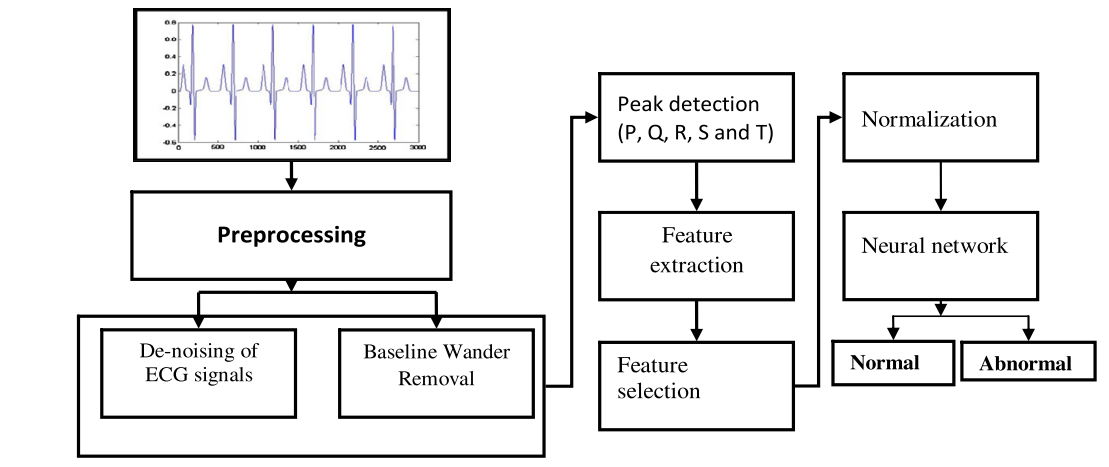 0.8
0.6
0.4
0.2
0
-0.2
-0.4
-0.6
0 500 1000 1500 2000 2500 3000
Preprocessing
De-noising of
ECG signals
Baseline Wander
Removal
Peak detection
(P, Q, R, S and T)
Feature
extraction
Feature
selection
Normalization
Neural network
Normal
Abnormal